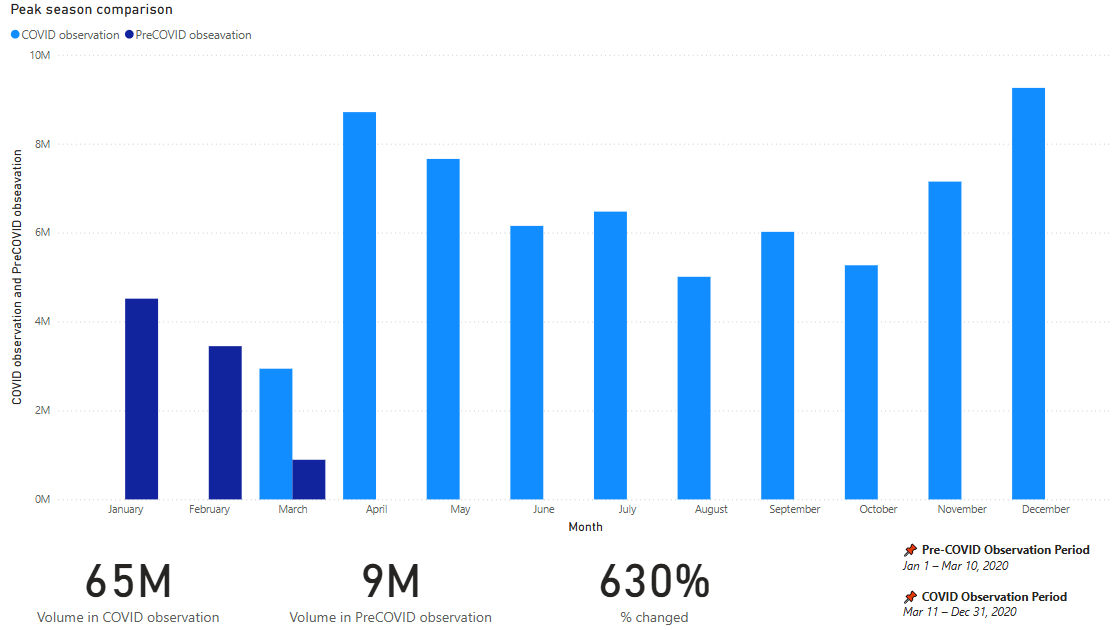 Peak season comparison
COVID observation PreCOVID obseavation
COVID observation and PreCOVID obseavation
10M
8M
6M
4M
2M
0M
January February March April May June July August September October November December
Month
65M
Volume in COVID observation
9M
Volume in PreCOVID observation
630%
% changed
Pre-COVID Observation Period
Jan 1 – Mar 10, 2020
COVID Observation Period
Mar 11 – Dec 31, 2020